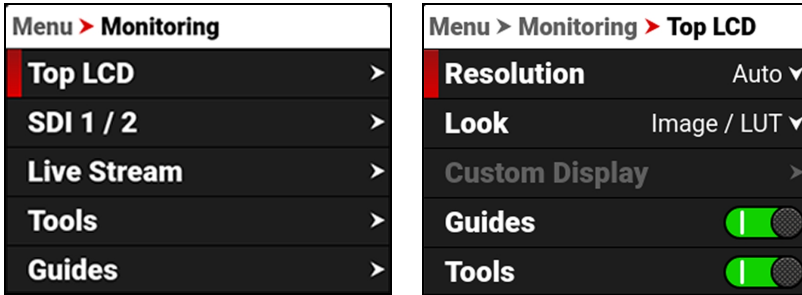 Menu > Monitoring
Top LCD
SDI 1 / 2
Live Stream
Tools
Guides
Menu > Monitoring > Top LCD
Resolution Auto
Look Image / LUT
Custom Display
Guides
Tools